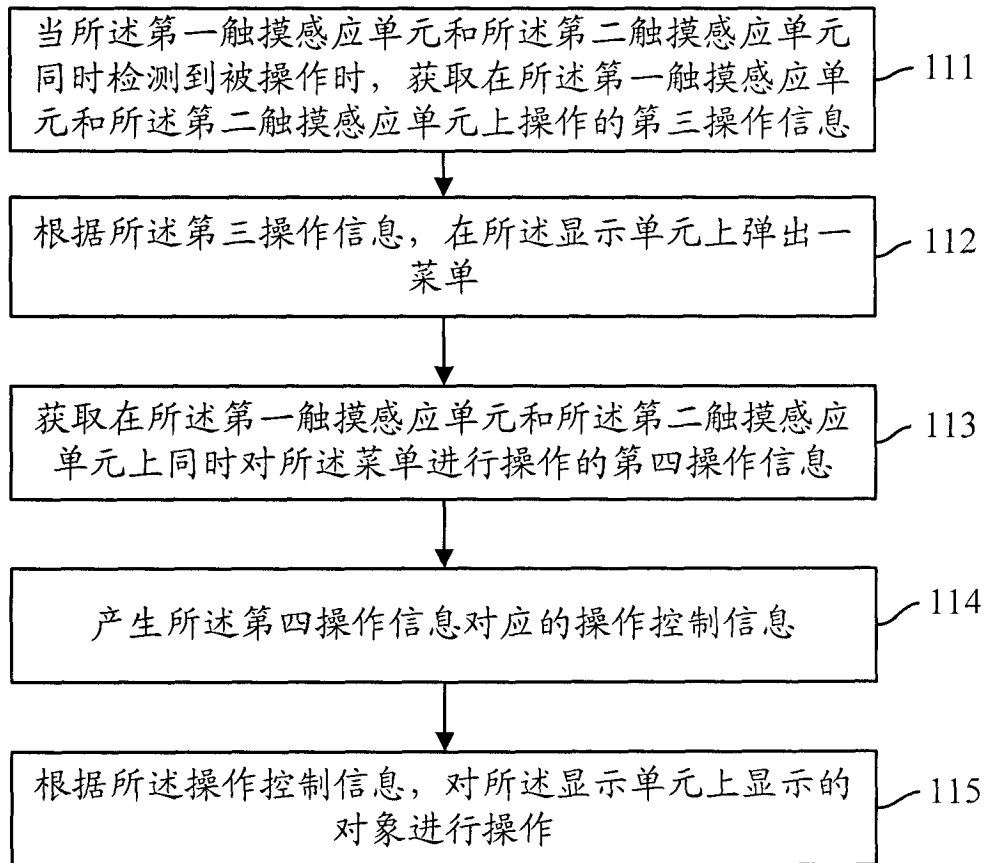 当所述第一触摸感应单元和所述第二触摸感应单元
同时检测到被操作时，获取在所述第一触摸感应单
元和所述第二触摸感应单元上操作的第三操作信息
111
根据所述第三操作信息，在所述显示单元上弹出一
菜单
112
获取在所述第一触摸感应单元和所述第二触摸感应
单元上同时对所述菜单进行操作的第四操作信息
113
产生所述第四操作信息对应的操作控制信息
114
根据所述操作控制信息，对所述显示单元上显示的
对象进行操作
115